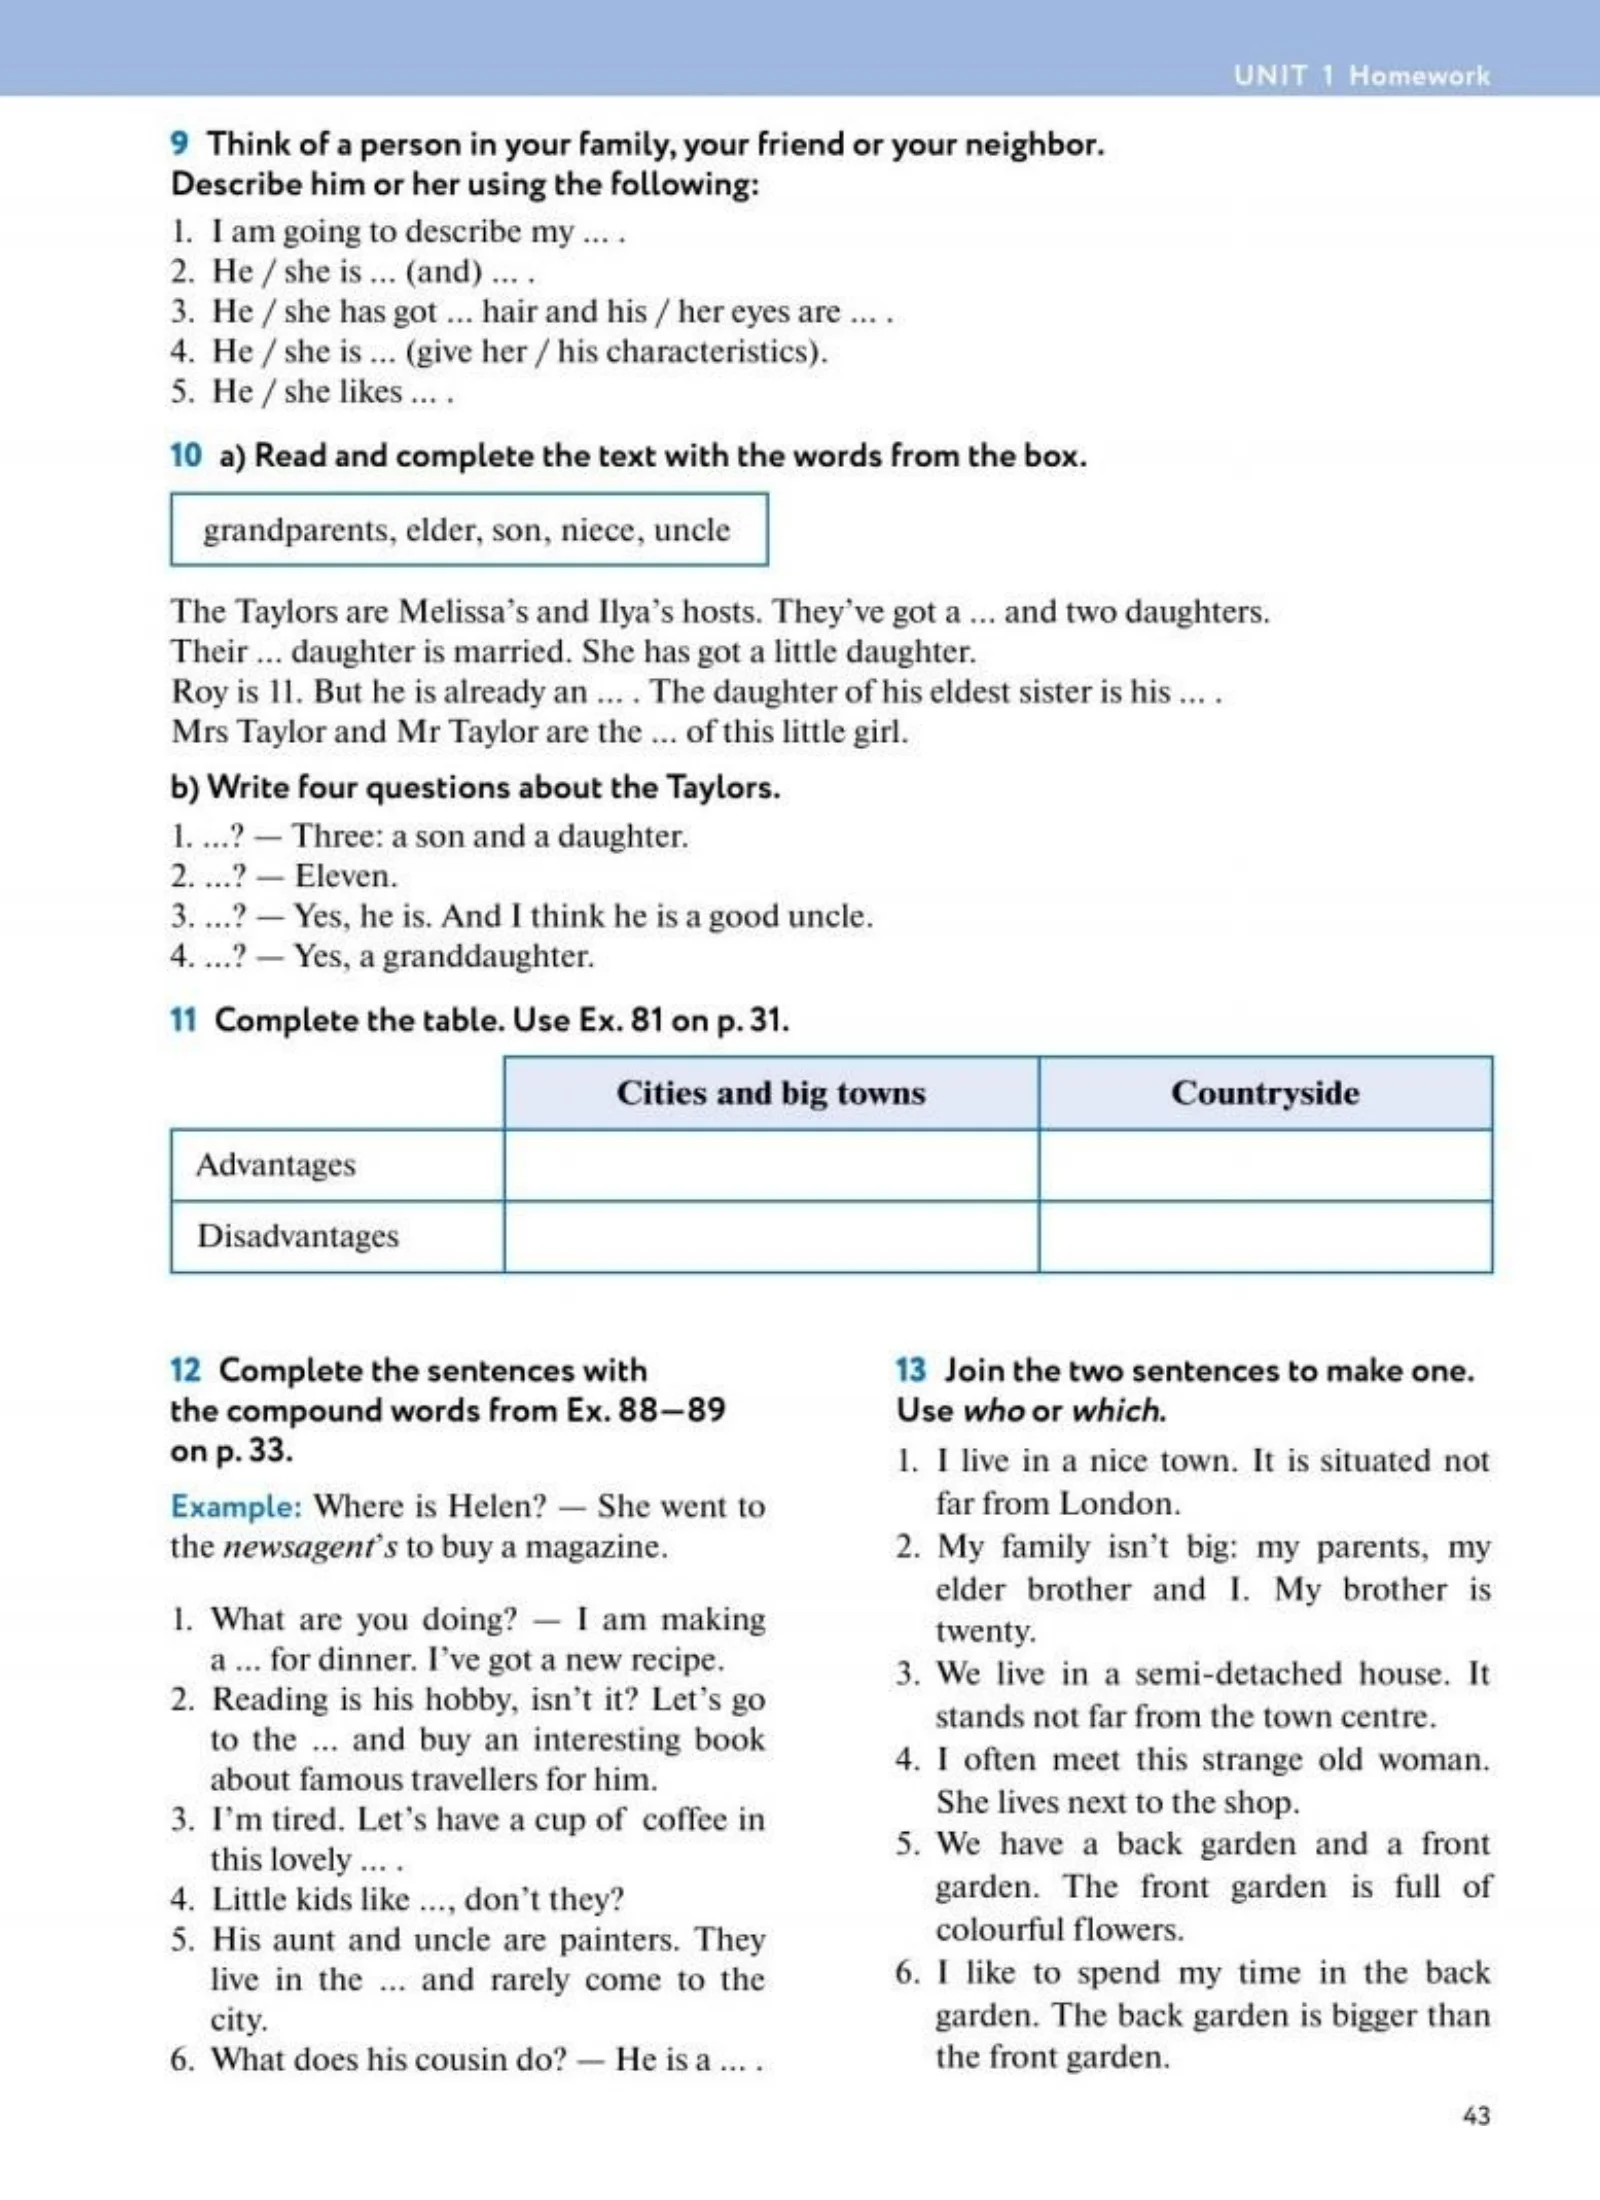 UNIT 1 Homework
9 Think of a person in your family, your friend or your neighbor.
Describe him or her using the following:
1. I am going to describe my ... .
2. He / she is ... (and) ... .
3. He / she has got ... hair and his / her eyes are ... .
4. He / she is ... (give her / his characteristics).
5. He / she likes ... .
10 a) Read and complete the text with the words from the box.
grandparents, elder, son, niece, uncle
The Taylors are Melissa's and Ilya's hosts. They've got a ... and two daughters.
Their ... daughter is married. She has got a little daughter.
Roy is 11. But he is already an ... . The daughter of his eldest sister is his ... .
Mrs Taylor and Mr Taylor are the ... of this little girl.
b) Write four questions about the Taylors.
1. ...? — Three: a son and a daughter.
2. ...? — Eleven.
3. ...? — Yes, he is. And I think he is a good uncle.
4. ...? — Yes, a granddaughter.
11 Complete the table. Use Ex. 81 on p. 31.
Cities and big towns
Countryside
Advantages
Disadvantages
12 Complete the sentences with
the compound words from Ex. 88—89
on p. 33.
Example: Where is Helen? — She went to
the newsagent's to buy a magazine.
1. What are you doing? — I am making
a ... for dinner. I've got a new recipe.
2. Reading is his hobby, isn't it? Let's go
to the ... and buy an interesting book
about famous travellers for him.
3. I'm tired. Let's have a cup of coffee in
this lovely ... .
4. Little kids like ..., don't they?
5. His aunt and uncle are painters. They
live in the ... and rarely come to the
city.
6. What does his cousin do? — He is a ... .
13 Join the two sentences to make one.
Use who or which.
1. I live in a nice town. It is situated not
far from London.
2. My family isn't big: my parents, my
elder brother and I. My brother is
twenty.
3. We live in a semi-detached house. It
stands not far from the town centre.
4. I often meet this strange old woman.
She lives next to the shop.
5. We have a back garden and a front
garden. The front garden is full of
colourful flowers.
6. I like to spend my time in the back
garden. The back garden is bigger than
the front garden.
43